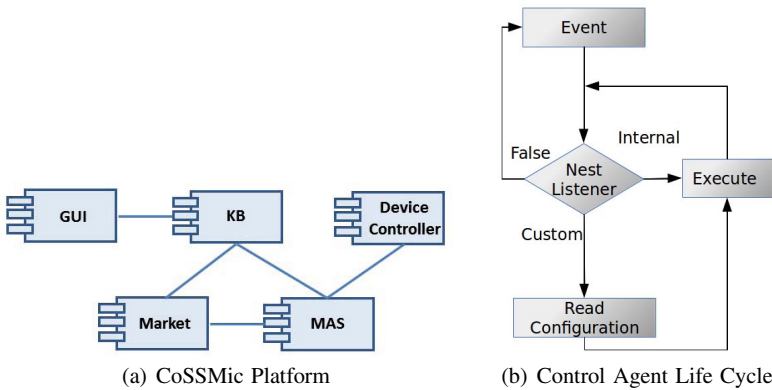 GUI
KB
Device
Controller
Market
MAS
(a) CoSSMic Platform
Event
False
Internal
Nest
Listener
Execute
Custom
Read
Configuration
(b) Control Agent Life Cycle